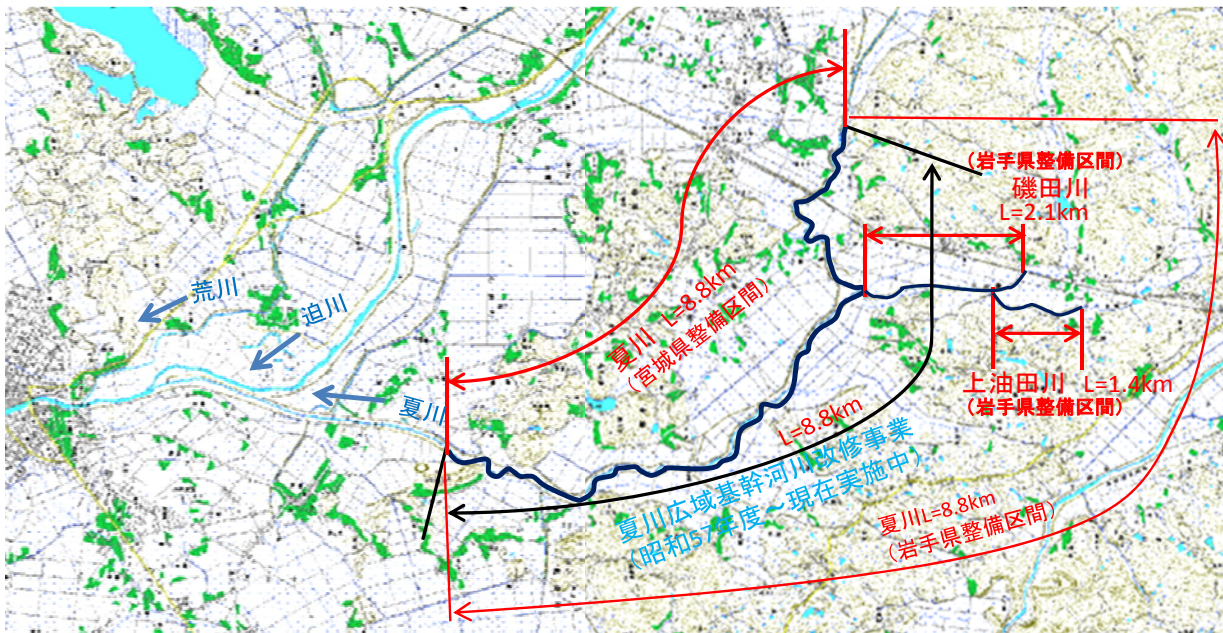 （岩手県整備区間）
磯田川
L=2.1km
荒川
迫川
夏川 L=8.8km
（宮城県整備区間）
夏川
上油田川 L=1.4km
（岩手県整備区間）
L=8.8km
夏川広域基幹河川改修事業
（昭和57年度～現在実施中）
夏川L=8.8km
（岩手県整備区間）